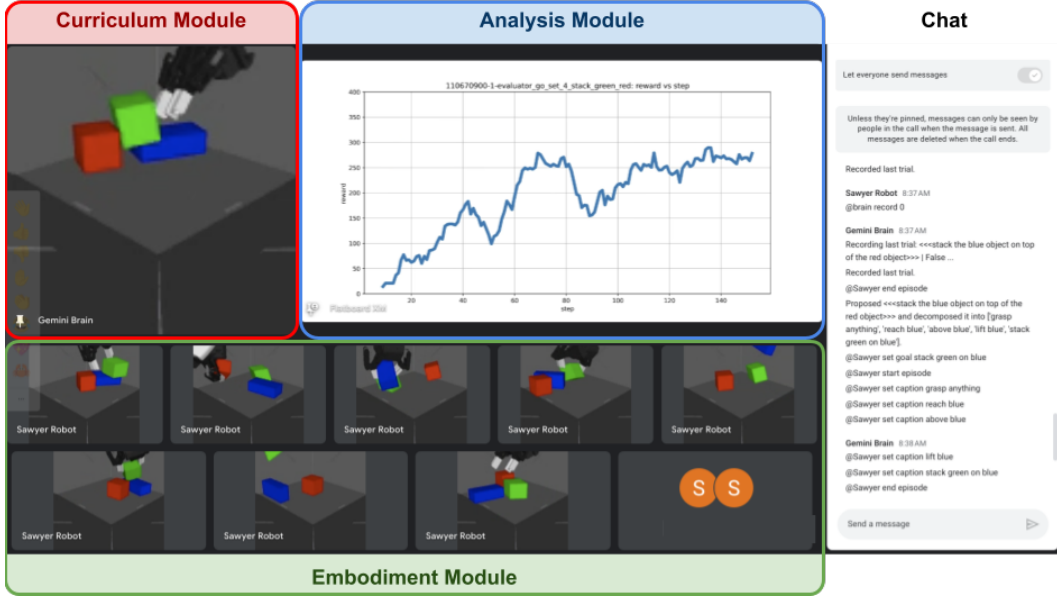 Curriculum Module
Analysis Module
Chat
Gemini Brain
110670900-1-evaluator_go_set_4_stack_green_red: reward vs step
400
350
300
250
200
150
100
50
0
reward
20
40
60
80
100
120
140
step
Flatboard XM
Sawyer Robot
Sawyer Robot
Sawyer Robot
Sawyer Robot
Sawyer Robot
Sawyer Robot
Sawyer Robot
Sawyer Robot
S
S
Embodiment Module
Let everyone send messages
Unless they're pinned, messages can only be seen by
people in the call when the message is sent. All
messages are deleted when the call ends.
Recorded last trial.
Sawyer Robot 8:37 AM
@brain record 0
Gemini Brain 8:37 AM
Recording last trial: <<<stack the blue object on top
of the red object>>> | False ...
Recorded last trial.
@Sawyer end episode
Proposed <<<stack the blue object on top of the
red object>>> and decomposed it into ['grasp
anything', 'reach blue', 'above blue', 'lift blue', 'stack
green on blue'].
@Sawyer set goal stack green on blue
@Sawyer start episode
@Sawyer set caption grasp anything
@Sawyer set caption reach blue
@Sawyer set caption above blue
Gemini Brain 8:38 AM
@Sawyer set caption lift blue
@Sawyer set caption stack green on blue
@Sawyer end episode
Send a message